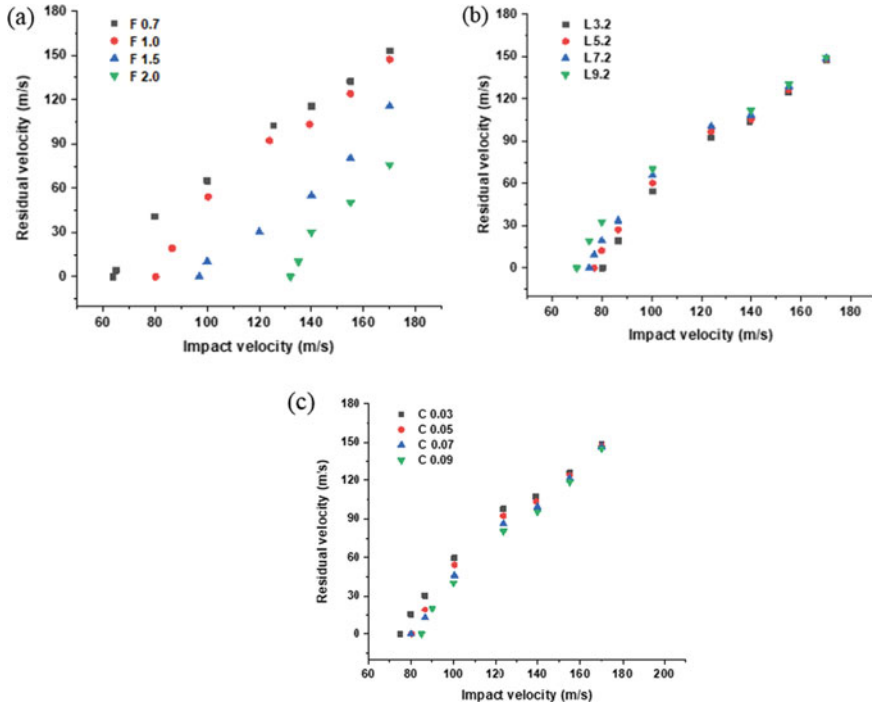 (a)
F 0.7
F 1.0
F 1.5
F 2.0
180
150
120
90
60
30
0
60 80 100 120 140 160 180
Residual velocity (m/s)
Impact velocity (m/s)
(b)
L3.2
L5.2
L7.2
L9.2
180
150
120
90
60
30
0
60 80 100 120 140 160 180
Residual velocity (m/s)
Impact velocity (m/s)
(c)
C 0.03
C 0.05
C 0.07
C 0.09
180
150
120
90
60
30
0
60 80 100 120 140 160 180 200
Residual velocity (m/s)
Impact velocity (m/s)